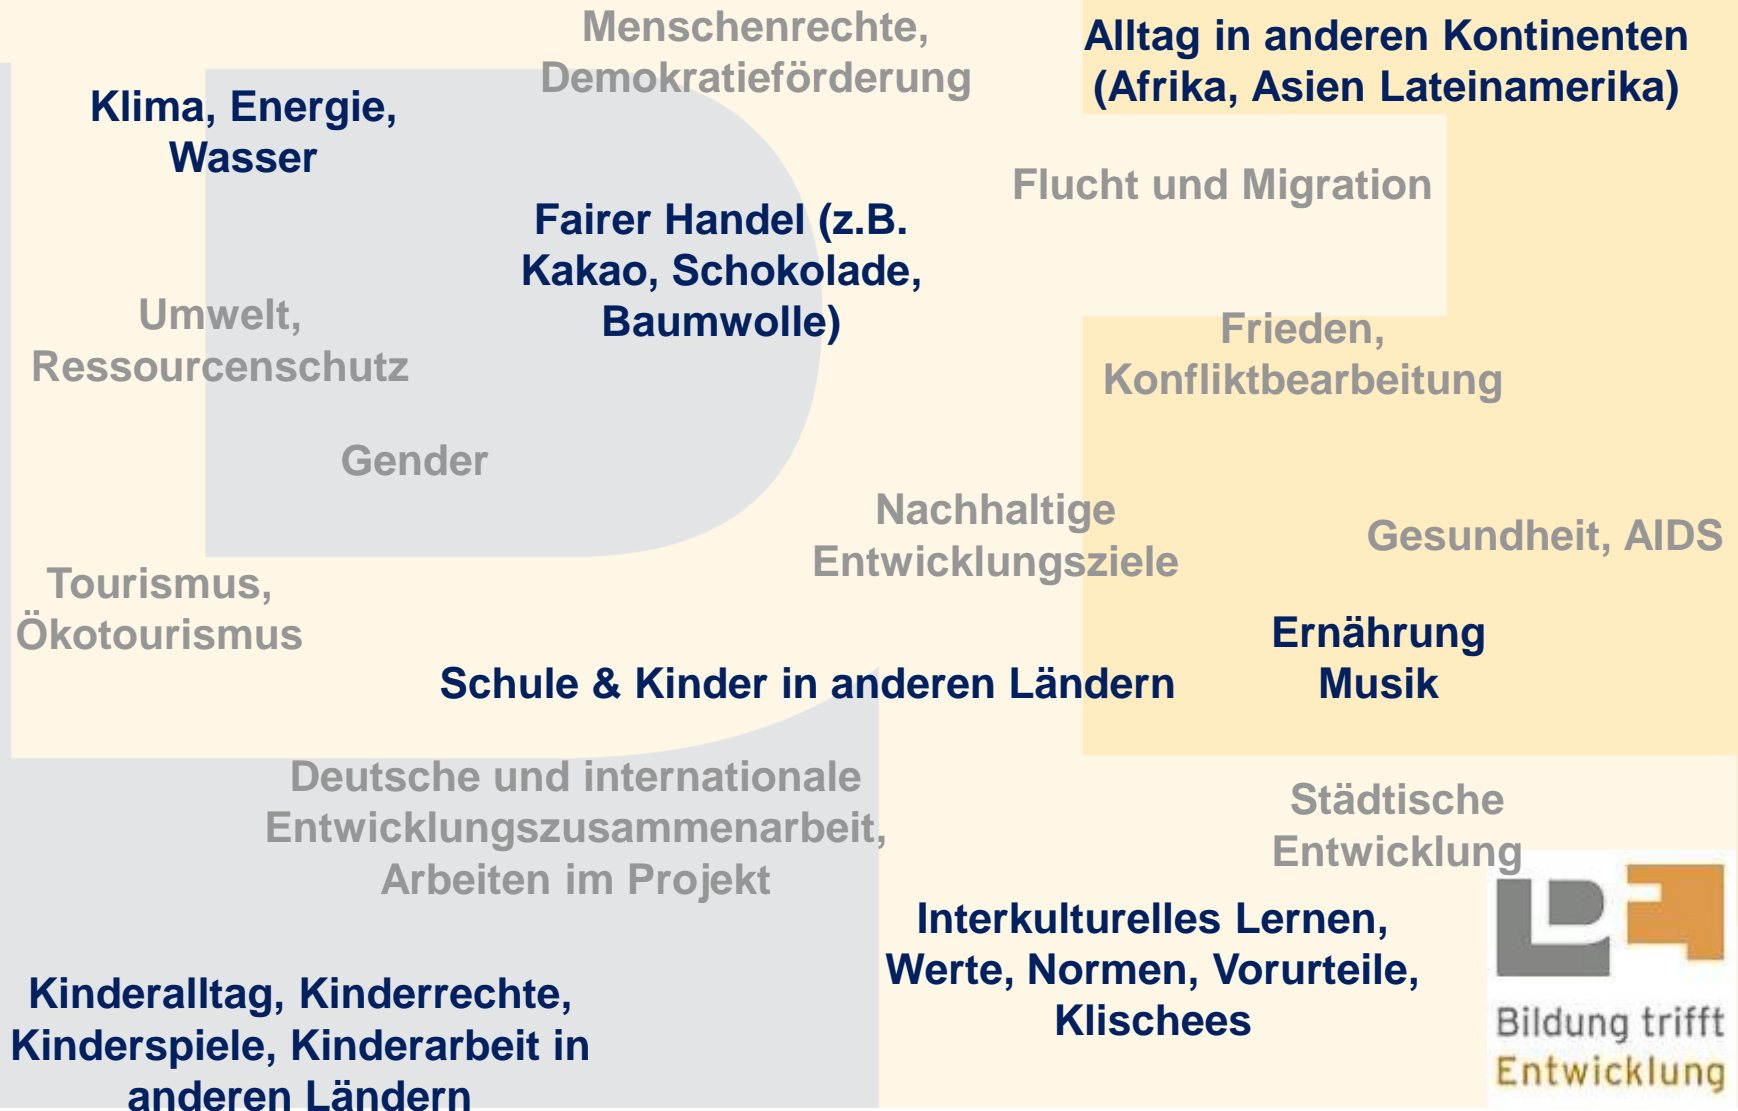 Menschenrechte,
Demokratieförderung
Alltag in anderen Kontinenten
(Afrika, Asien Lateinamerika)
Klima, Energie,
Wasser
Flucht und Migration
Fairer Handel (z.B.
Kakao, Schokolade,
Baumwolle)
Umwelt,
Ressourcenschutz
Frieden,
Konfliktbearbeitung
Gender
Nachhaltige
Entwicklungsziele
Gesundheit, AIDS
Tourismus,
Ökotourismus
Ernährung
Musik
Schule & Kinder in anderen Ländern
Deutsche und internationale
Entwicklungszusammenarbeit,
Arbeiten im Projekt
Städtische
Entwicklung
Interkulturelles Lernen,
Werte, Normen, Vorurteile,
Klischees
Kinderalltag, Kinderrechte,
Kinderspiele, Kinderarbeit in
anderen Ländern
Bildung trifft
Entwicklung